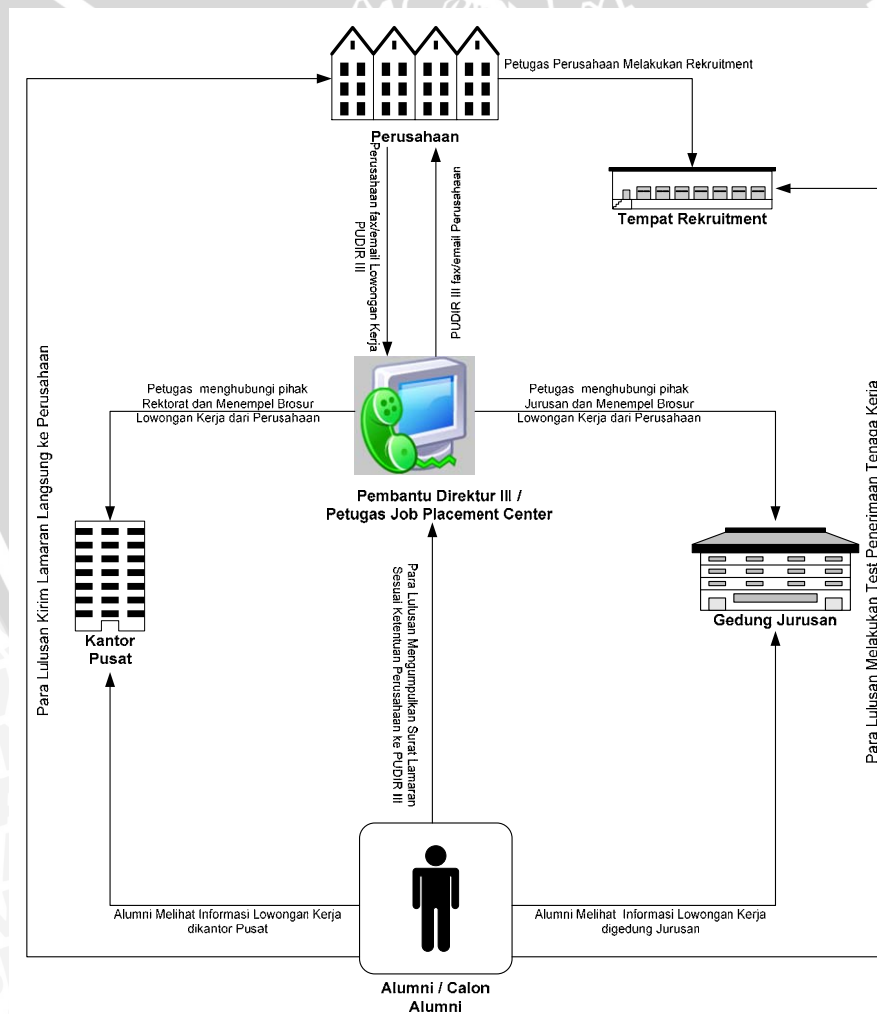 Petugas Perusahaan Melakukan Rekruitment
Perusahaan
Tempat Rekruitment
Perusahaan fax/email Lowongan Kerja
PUDIR III
PUDIR III fax/email Perusahaan
Para Lulusan Kirim Lamaran Langsung ke Perusahaan
Petugas menghubungi pihak
Rektorat dan Menempel Brosur
Lowongan Kerja dari Perusahaan
Petugas menghubungi pihak
Jurusan dan Menempel Brosur
Lowongan Kerja dari Perusahaan
Para Lulusan Melakukan Test Penerimaan Tenaga Kerja
Pembantu Direktur III /
Petugas Job Placement Center
Kantor
Pusat
Gedung Jurusan
Para Lulusan Mengumpulkan Surat Lamaran
Sesuai Ketentuan Perusahaan ke PUDIR III
Alumni Melihat Informasi Lowongan Kerja
dikantor Pusat
Alumni Melihat Informasi Lowongan Kerja
digedung Jurusan
Alumni / Calon
Alumni